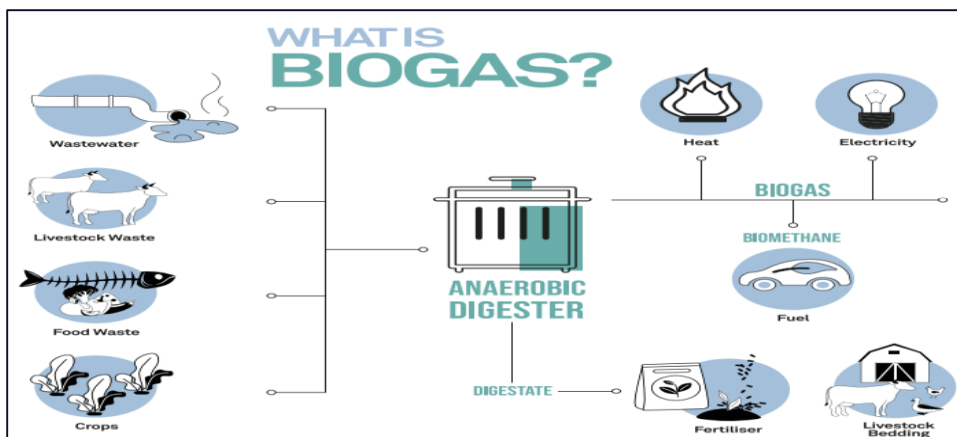 WHAT IS
BIOGAS?
Wastewater
Livestock Waste
Food Waste
Crops
ANAEROBIC
DIGESTER
DIGESTATE
Heat
Electricity
BIOGAS
BIOMETHANE
Fuel
Fertiliser
Livestock
Bedding